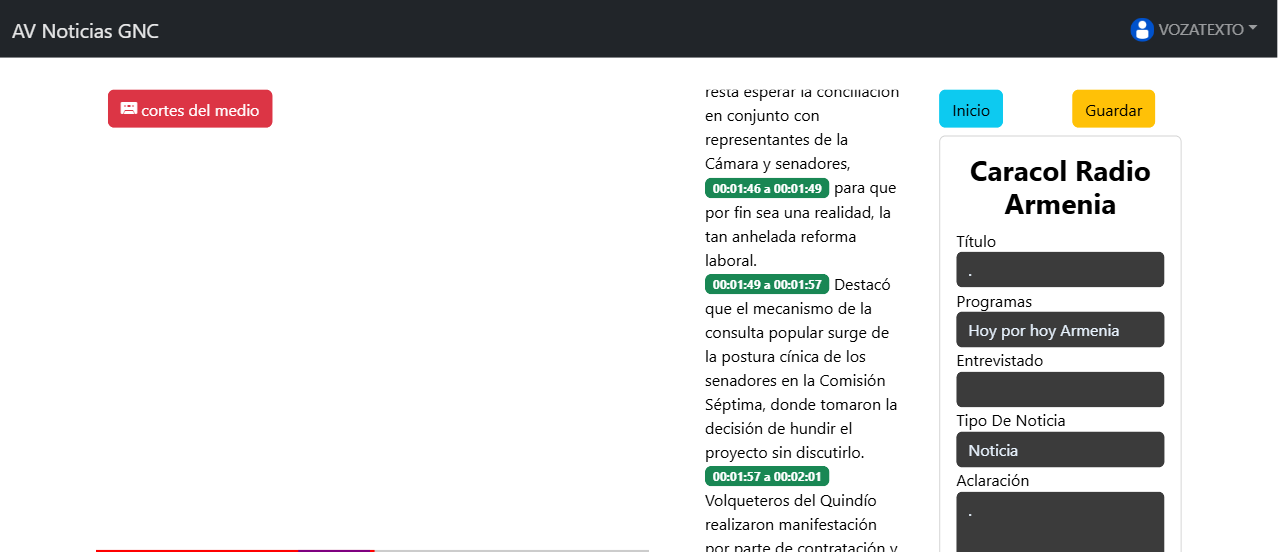 AV Noticias GNC
VOZATEXTO
cortes del medio
resta esperar la conciliación
en conjunto con
representantes de la
Cámara y senadores,
00:01:46 a 00:01:49 para que
por fin sea una realidad, la
tan anhelada reforma
laboral.
00:01:49 a 00:01:57 Destacó
que el mecanismo de la
consulta popular surge de
la postura cínica de los
senadores en la Comisión
Séptima, donde tomaron la
decisión de hundir el
proyecto sin discutirlo.
00:01:57 a 00:02:01
Volqueteros del Quindío
realizaron manifestación
por parte de contratación y
Inicio
Guardar
Caracol Radio
Armenia
Título
.
Programas
Hoy por hoy Armenia
Entrevistado
Tipo De Noticia
Noticia
Aclaración
.